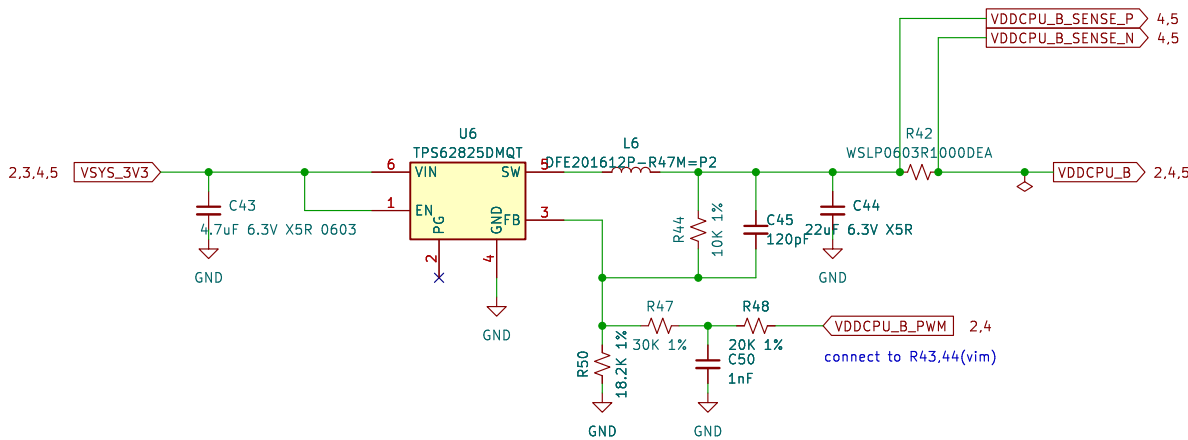 VDDCPU_B_SENSE_P 4,5
VDDCPU_B_SENSE_N 4,5
U6
TPS62825DMQT
L6
DFE201612P-R47M=P2
R42
WSLP0603R1000DEA
2,3,4,5 VSYS_3V3
6 VIN SW 5
VDDCPU_B 2,4,5
1 EN
FB 3
PG
GND
2
4
C43
4.7uF 6.3V X5R 0603
GND
R44
10K 1%
C45
120pF
C44
22uF 6.3V X5R
GND
GND
R47
30K 1%
R48
20K 1%
VDDCPU_B_PWM 2,4
connect to R43,44(vim)
R50
18.2K 1%
C50
1nF
GND
GND